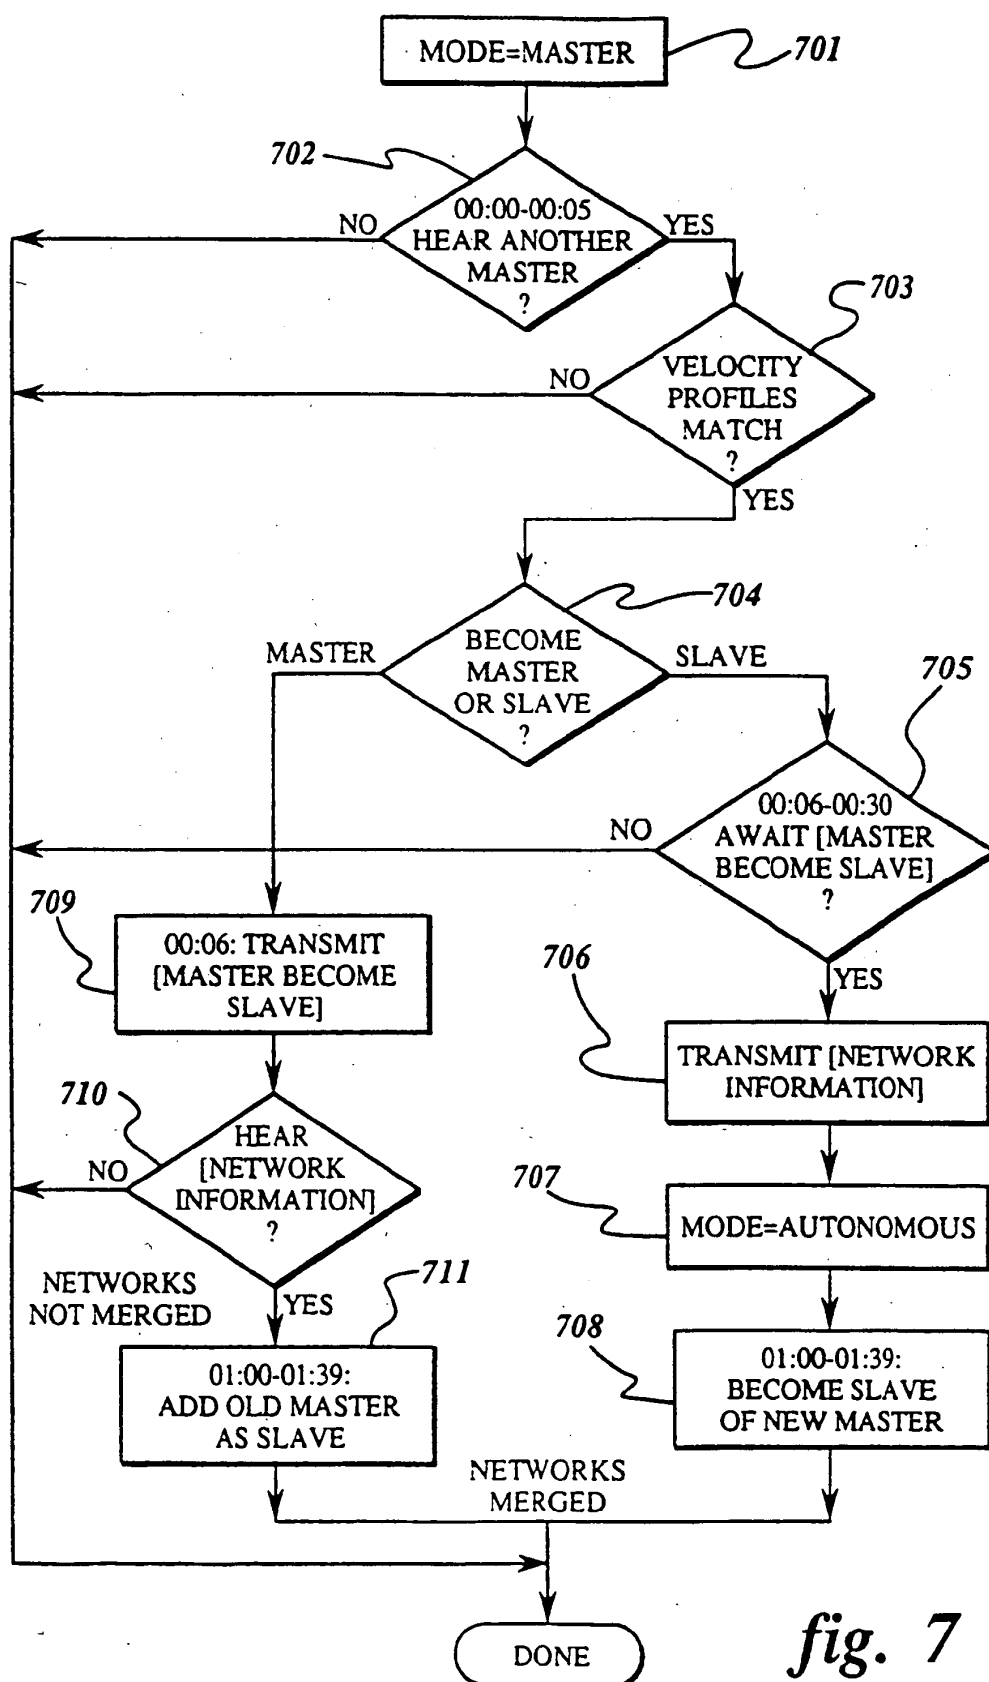 MODE=MASTER
701
702
00:00-00:05
HEAR ANOTHER
MASTER
?
NO
YES
703
VELOCITY
PROFILES
MATCH
?
NO
YES
704
BECOME
MASTER
OR SLAVE
?
MASTER
SLAVE
705
00:06-00:30
AWAIT [MASTER
BECOME SLAVE]
?
NO
YES
709
00:06: TRANSMIT
[MASTER BECOME
SLAVE]
706
TRANSMIT [NETWORK
INFORMATION]
710
HEAR
[NETWORK
INFORMATION]
?
NO
YES
707
MODE=AUTONOMOUS
NETWORKS
NOT MERGED
711
01:00-01:39:
ADD OLD MASTER
AS SLAVE
708
01:00-01:39:
BECOME SLAVE
OF NEW MASTER
NETWORKS
MERGED
DONE
fig. 7